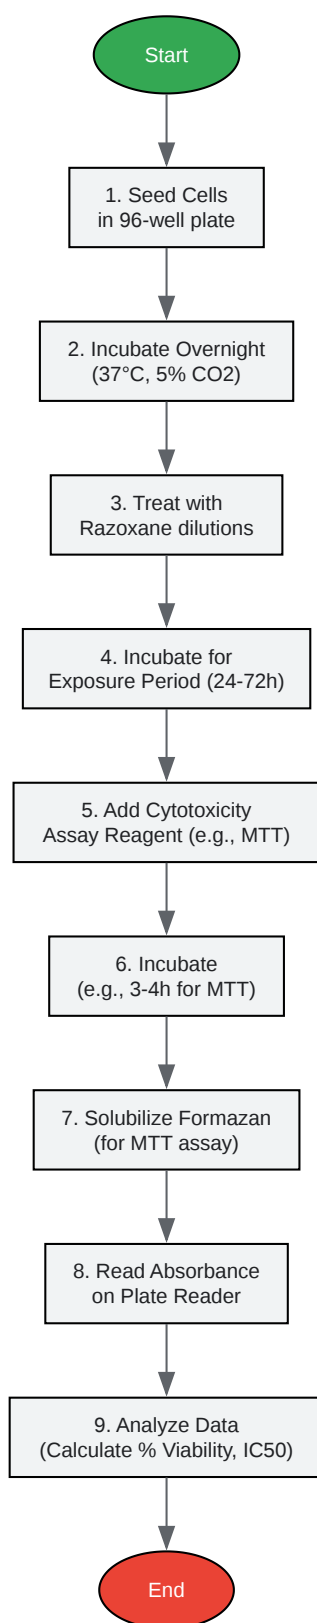 Start
1. Seed Cells
in 96-well plate
2. Incubate Overnight
(37°C, 5% CO2)
3. Treat with
Razoxane dilutions
4. Incubate for
Exposure Period (24-72h)
5. Add Cytotoxicity
Assay Reagent (e.g., MTT)
6. Incubate
(e.g., 3-4h for MTT)
7. Solubilize Formazan
(for MTT assay)
8. Read Absorbance
on Plate Reader
9. Analyze Data
(Calculate % Viability, IC50)
End